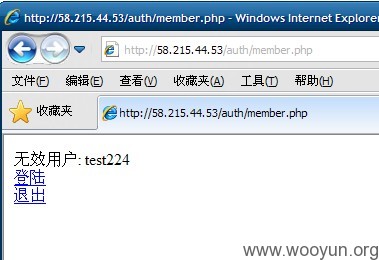 http://58.215.44.53/auth/member.php - Windows Internet Explorer
http://58.215.44.53/auth/member.php
文件(F) 编辑(E) 查看(V) 收藏夹(A) 工具(T) 帮助(H)
收藏夹 http://58.215.44.53/auth/member.php
无效用户: test224
登陆
退出
www.wooyun.org